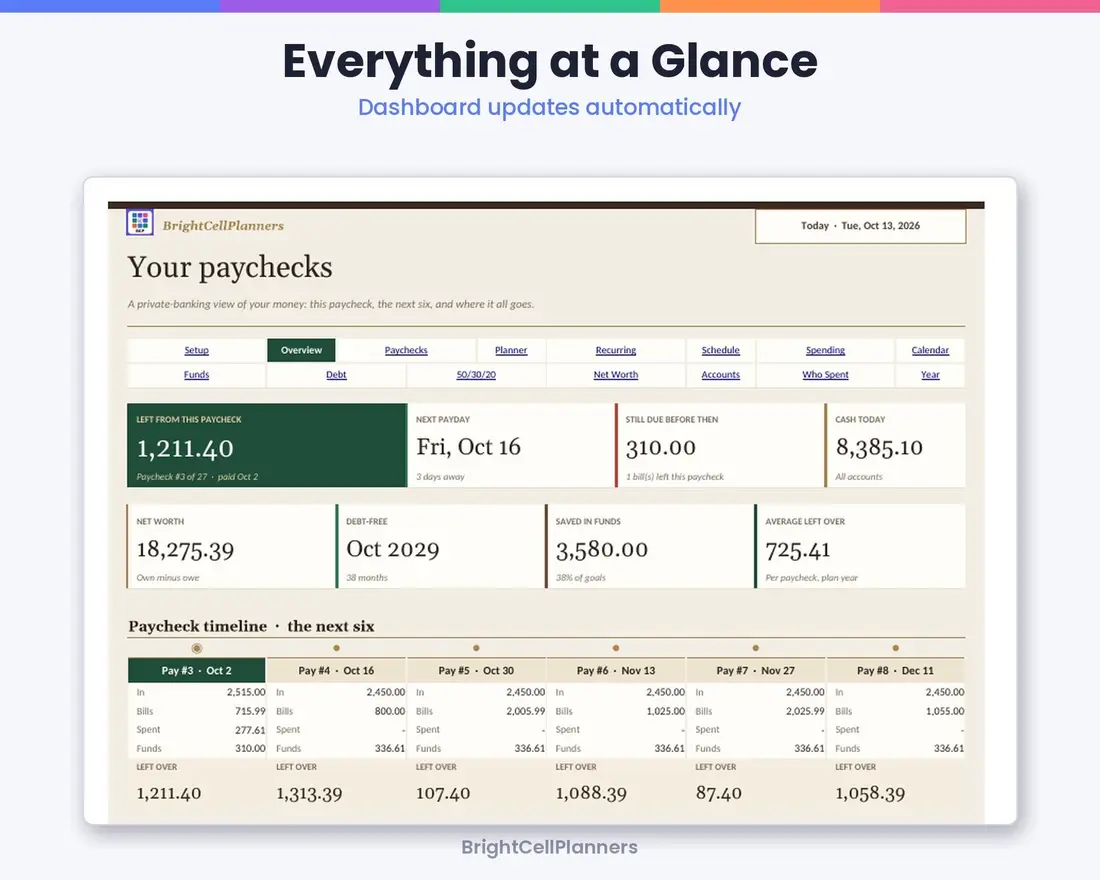 Everything at a Glance
Dashboard updates automatically
BrightCellPlanners
Today · Tue, Oct 13, 2026
Your paychecks
A private-banking view of your money: this paycheck, the next six, and where it all goes.
Setup Overview Paychecks Planner Recurring Schedule Spending Calendar
Funds Debt 50/30/20 Net Worth Accounts Who Spent Year
LEFT FROM THIS PAYCHECK NEXT PAYDAY STILL DUE BEFORE THEN CASH TODAY
1,211.40 Fri, Oct 16 310.00 8,385.10
Paycheck #3 of 27 · paid Oct 2 3 days away 1 bill(s) left this paycheck All accounts
NET WORTH DEBT-FREE SAVED IN FUNDS AVERAGE LEFT OVER
18,275.39 Oct 2029 3,580.00 725.41
Own minus owe 38 months 38% of goals Per paycheck, plan year
Paycheck timeline · the next six
Pay #3 · Oct 2 Pay #4 · Oct 16 Pay #5 · Oct 30 Pay #6 · Nov 13 Pay #7 · Nov 27 Pay #8 · Dec 11
In 2,515.00 In 2,450.00 In 2,450.00 In 2,450.00 In 2,450.00 In 2,450.00
Bills 715.99 Bills 800.00 Bills 2,005.99 Bills 1,025.00 Bills 2,025.99 Bills 1,055.00
Spent 277.61 Spent - Spent - Spent - Spent - Spent -
Funds 310.00 Funds 336.61 Funds 336.61 Funds 336.61 Funds 336.61 Funds 336.61
LEFT OVER LEFT OVER LEFT OVER LEFT OVER LEFT OVER LEFT OVER
1,211.40 1,313.39 107.40 1,088.39 87.40 1,058.39
BrightCellPlanners